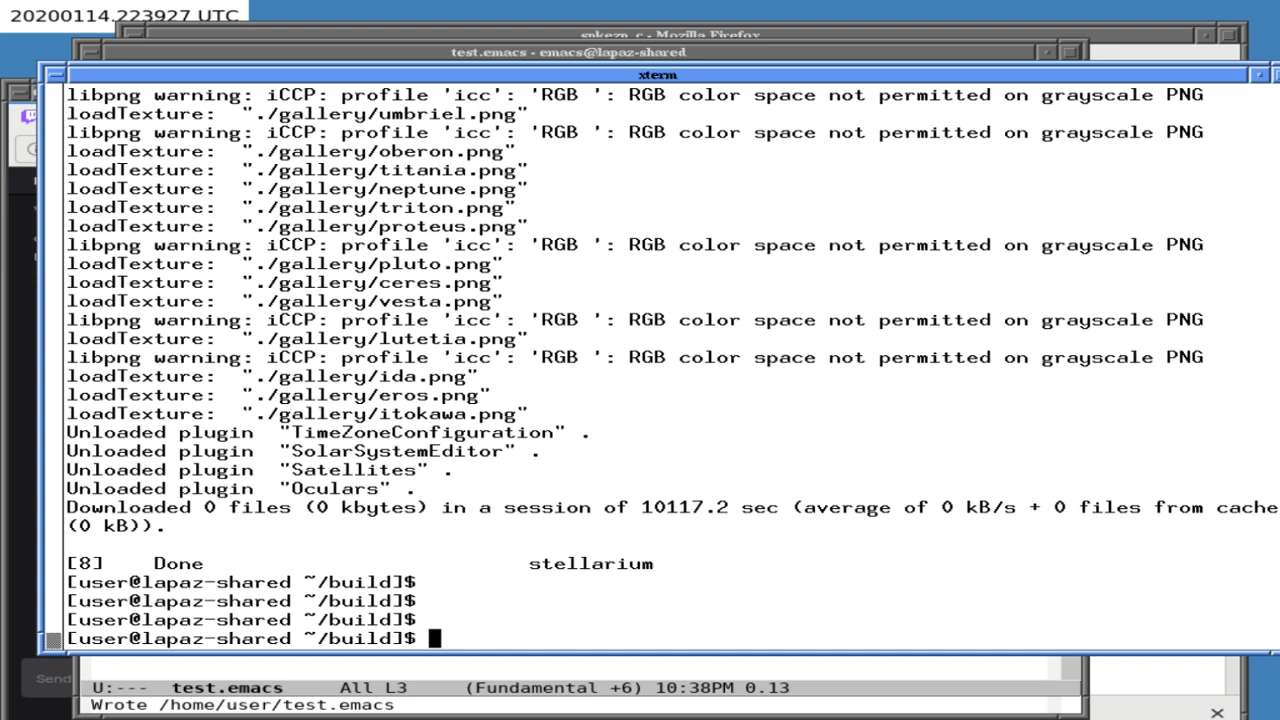 20200114.223927 UTC
spkezp_c - Mozilla Firefox
test.emacs - emacs@lapaz-shared
xterm
libpng warning: iCCP: profile 'icc': 'RGB ': RGB color space not permitted on grayscale PNG
loadTexture:  "./gallery/umbriel.png"
libpng warning: iCCP: profile 'icc': 'RGB ': RGB color space not permitted on grayscale PNG
loadTexture:  "./gallery/oberon.png"
loadTexture:  "./gallery/titania.png"
loadTexture:  "./gallery/neptune.png"
loadTexture:  "./gallery/triton.png"
loadTexture:  "./gallery/proteus.png"
libpng warning: iCCP: profile 'icc': 'RGB ': RGB color space not permitted on grayscale PNG
loadTexture:  "./gallery/pluto.png"
loadTexture:  "./gallery/ceres.png"
loadTexture:  "./gallery/vesta.png"
libpng warning: iCCP: profile 'icc': 'RGB ': RGB color space not permitted on grayscale PNG
loadTexture:  "./gallery/lutetia.png"
libpng warning: iCCP: profile 'icc': 'RGB ': RGB color space not permitted on grayscale PNG
loadTexture:  "./gallery/ida.png"
loadTexture:  "./gallery/eros.png"
loadTexture:  "./gallery/itokawa.png"
Unloaded plugin  "TimeZoneConfiguration" .
Unloaded plugin  "SolarSystemEditor" .
Unloaded plugin  "Satellites" .
Unloaded plugin  "Oculars" .
Downloaded 0 files (0 kbytes) in a session of 10117.2 sec (average of 0 kB/s + 0 files from cache
(0 kB)).
[8]    Done                          stellarium
[user@lapaz-shared ~/build]$
[user@lapaz-shared ~/build]$
[user@lapaz-shared ~/build]$
[user@lapaz-shared ~/build]$
Send
U:---  test.emacs     All L3     (Fundamental +6) 10:38PM 0.13
Wrote /home/user/test.emacs